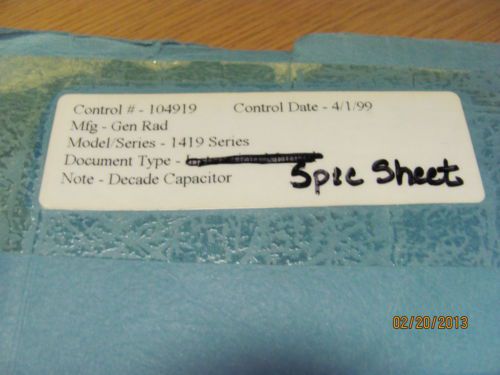 Control # - 104919 Control Date - 4/1/99
Mfg - Gen Rad
Model/Series - 1419 Series
Document Type -
Spec Sheet
Note - Decade Capacitor
02/20/2013